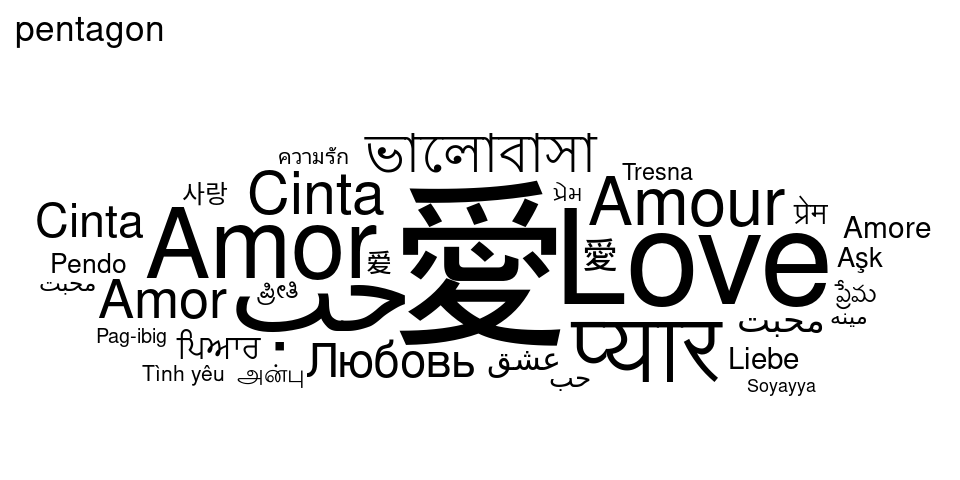 pentagon
ভালোবাসা
ความรัก
Tresna
사랑
Cinta
પ્રેમ
Amour
प्रेम
Cinta
Amor
愛
Love
愛
Amore
Pendo
爱
Aşk
محبت
Amor
حب
ಪ್ರೀತಿ
ప్రేమ
مینه
Pag-ibig
ਪਿਆਰ
Любовь
عشق
प्यार
محبت
Liebe
Tình yêu
அன்பு
حب
Soyayya